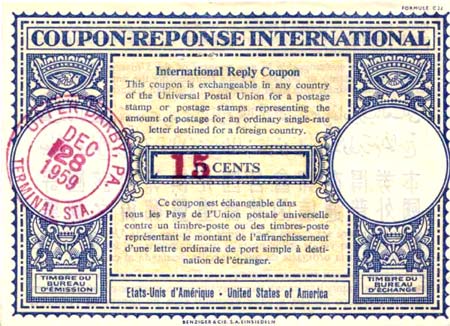 FORMULE C22
COUPON-REPONSE INTERNATIONAL
International Reply Coupon
This coupon is exchangeable in any country
of the Universal Postal Union for a postage
stamp or postage stamps representing the
amount of postage for an ordinary single-rate
letter destined for a foreign country.
UPPER DARBY, PA.
DEC
28
1959
TERMINAL STA.
15 CENTS
Ce coupon est échangeable dans
tous les Pays de l'Union postale universelle
contre un timbre-poste ou des timbres-poste
représentant le montant de l'affranchissement
d'une lettre ordinaire de port simple à desti-
nation de l'étranger.
TIMBRE DU
BUREAU
D'ÉMISSION
TIMBRE DU
BUREAU
D'ÉCHANGE
Etats-Unis d'Amérique - United States of America
BENZIGER & CIE. S.A. EINSIEDELN